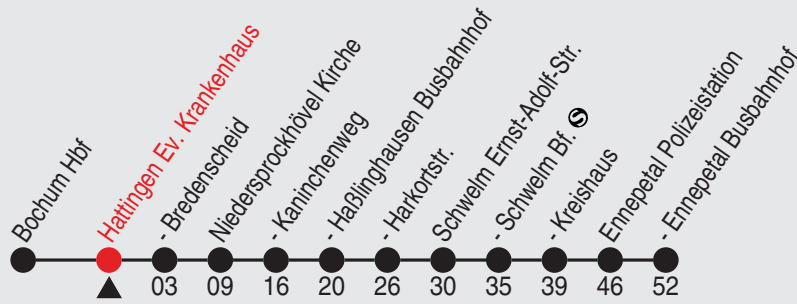 Bochum Hbf
Hattingen Ev. Krankenhaus
- Bredenscheid
Niedersprockhövel Kirche
- Kaninchenweg
- Haßlinghausen Busbahnhof
- Harkortstr.
Schwelm Ernst-Adolf-Str.
- Schwelm Bf. S
- Kreishaus
Ennepetal Polizeistation
- Ennepetal Busbahnhof
03 09 16 20 26 30 35 39 46 52